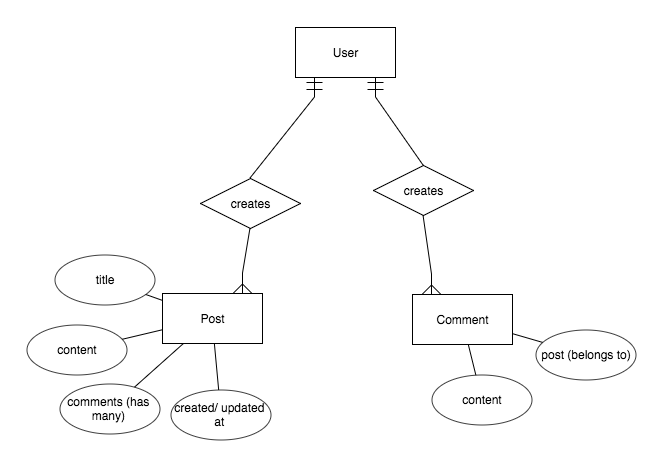 User
creates
creates
title
Post
Comment
content
post (belongs to)
comments (has
many)
created/ updated
at
content